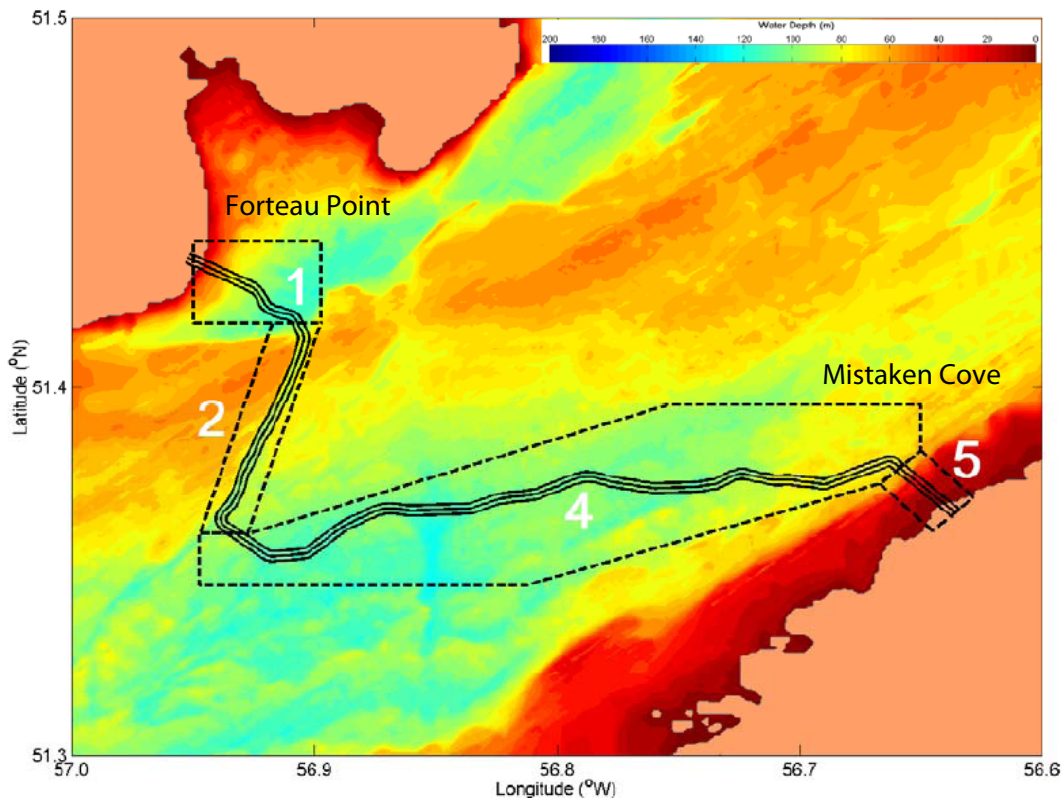 51.5
Water Depth (m)
200 180 160 140 120 100 80 60 40 20 0
Forteau Point
1
51.4
Mistaken Cove
2
5
4
51.3
57.0 56.9 56.8 56.7 56.6
Latitude (°N)
Longitude (°W)